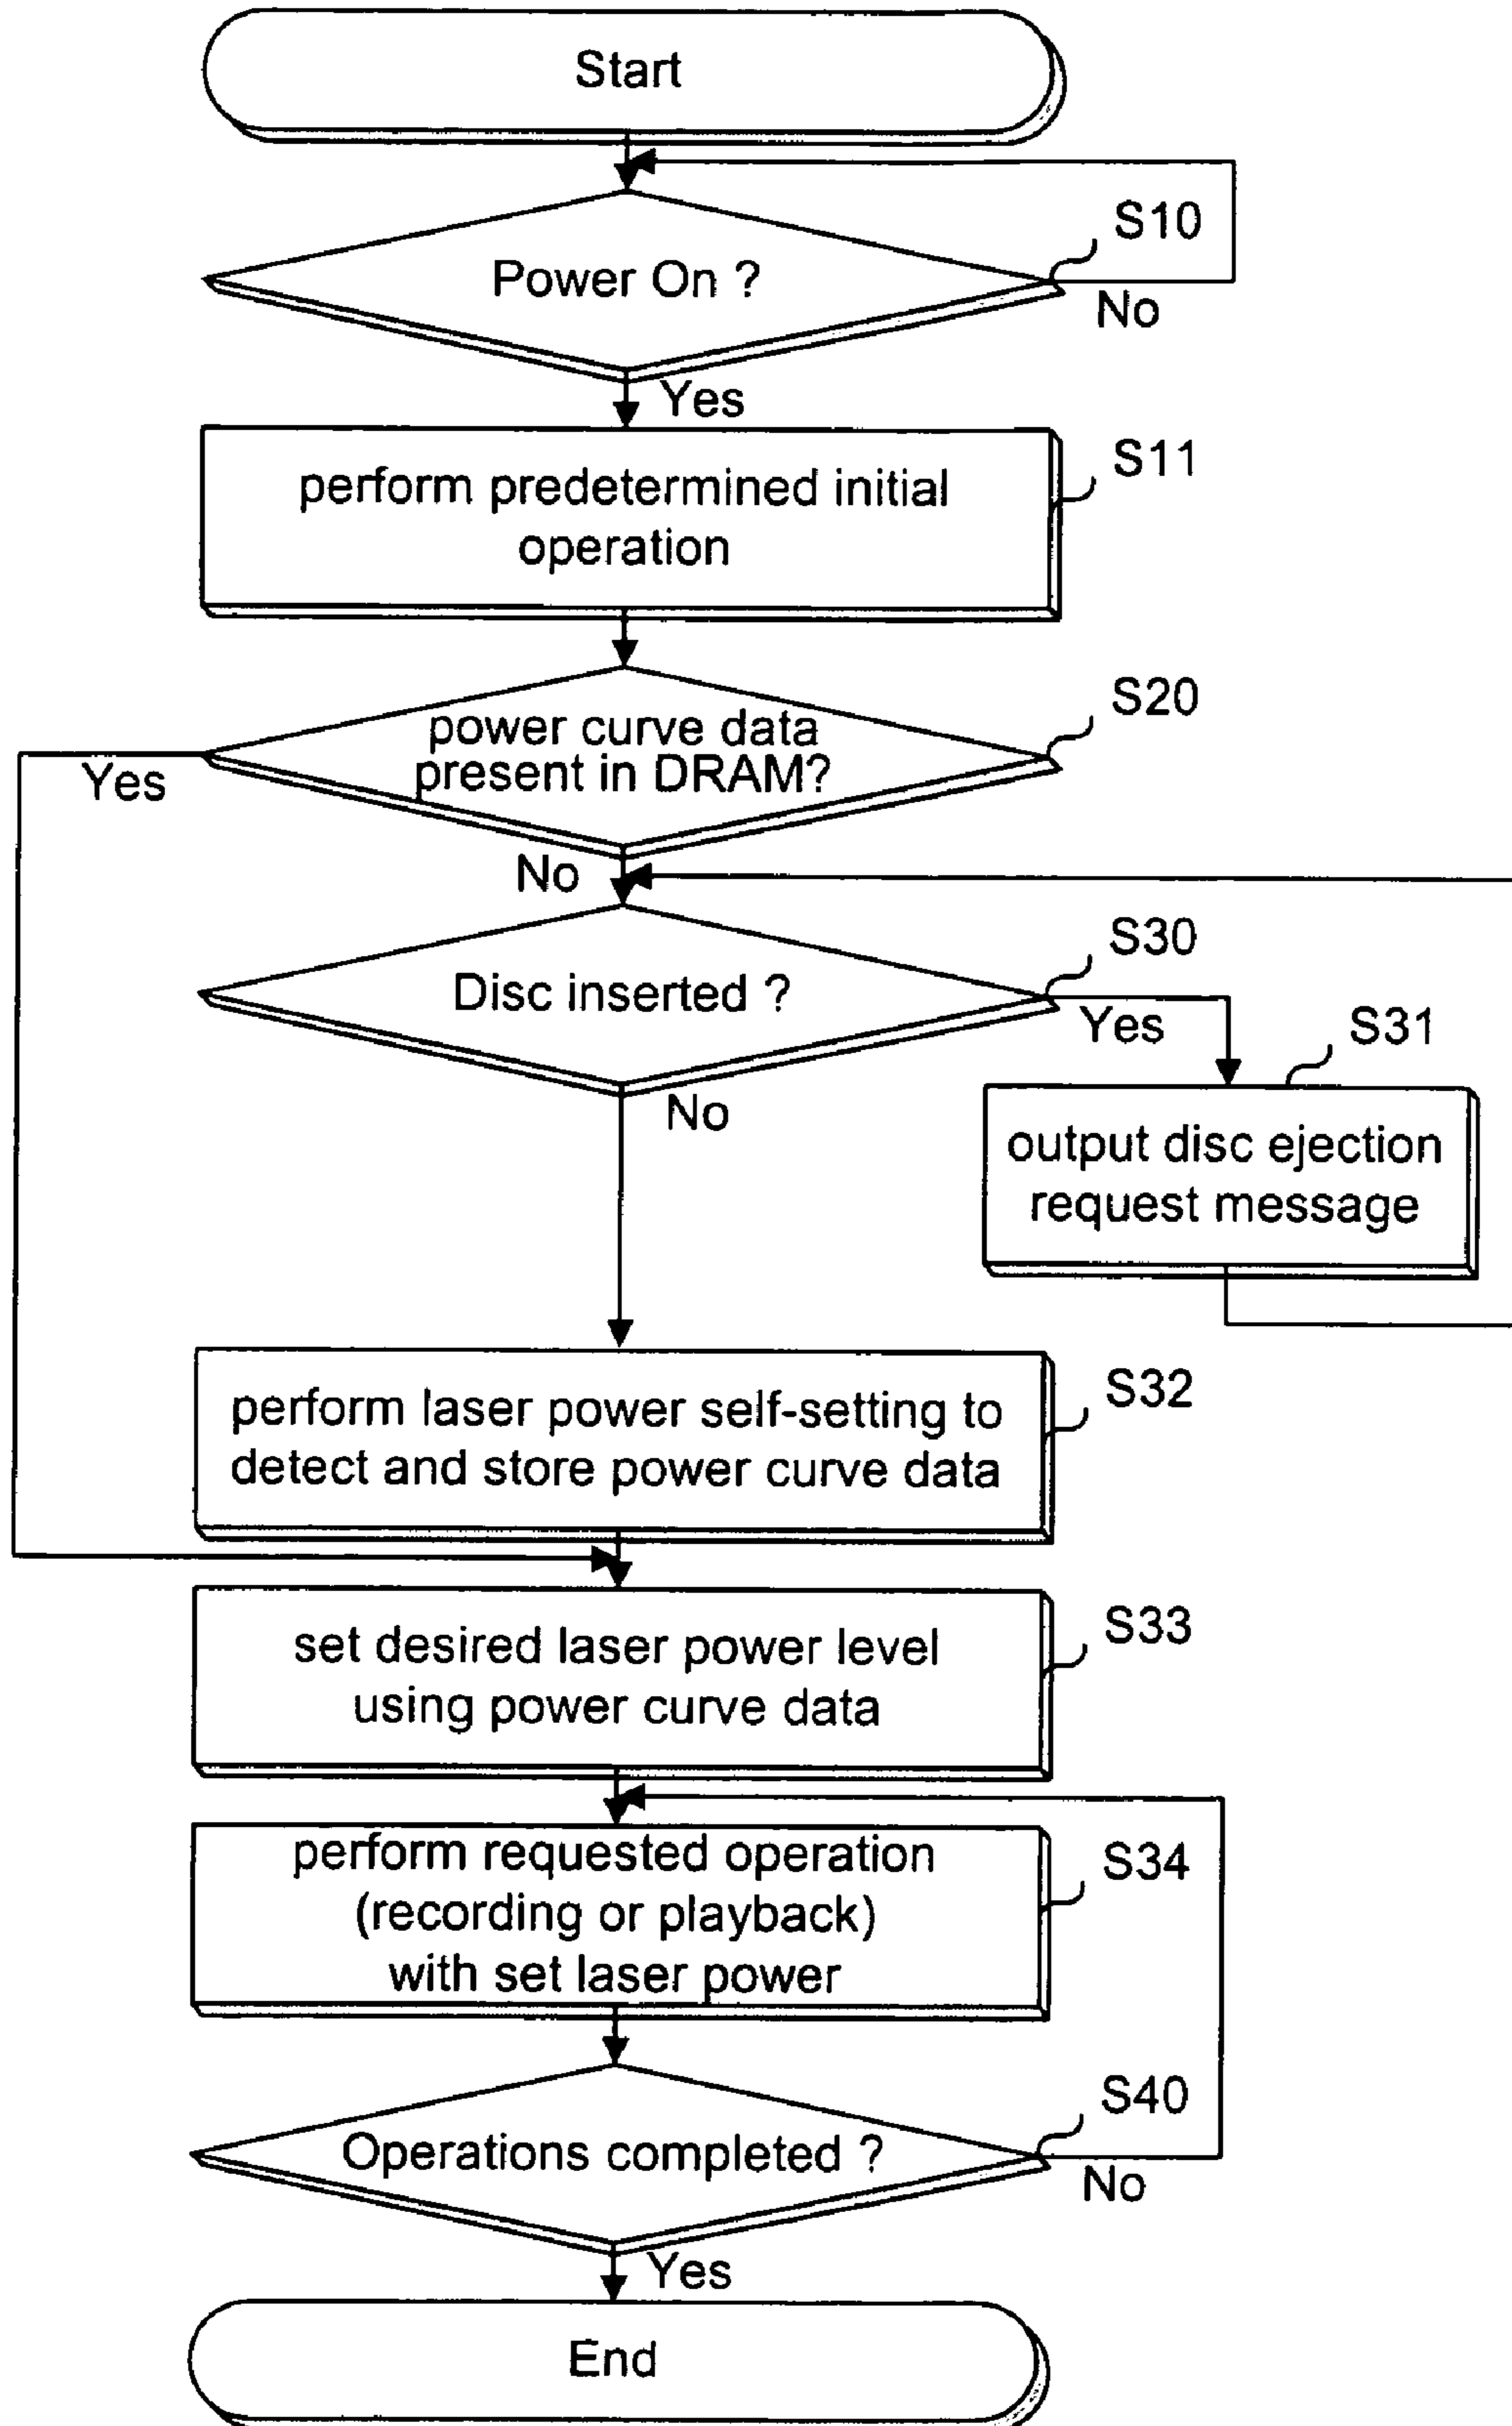 Start
S10
Power On ?
No
Yes
S11
perform predetermined initial
operation
S20
power curve data
present in DRAM?
Yes
No
S30
Disc inserted ?
Yes
S31
No
output disc ejection
request message
S32
perform laser power self-setting to
detect and store power curve data
S33
set desired laser power level
using power curve data
S34
perform requested operation
(recording or playback)
with set laser power
S40
Operations completed ?
No
Yes
End